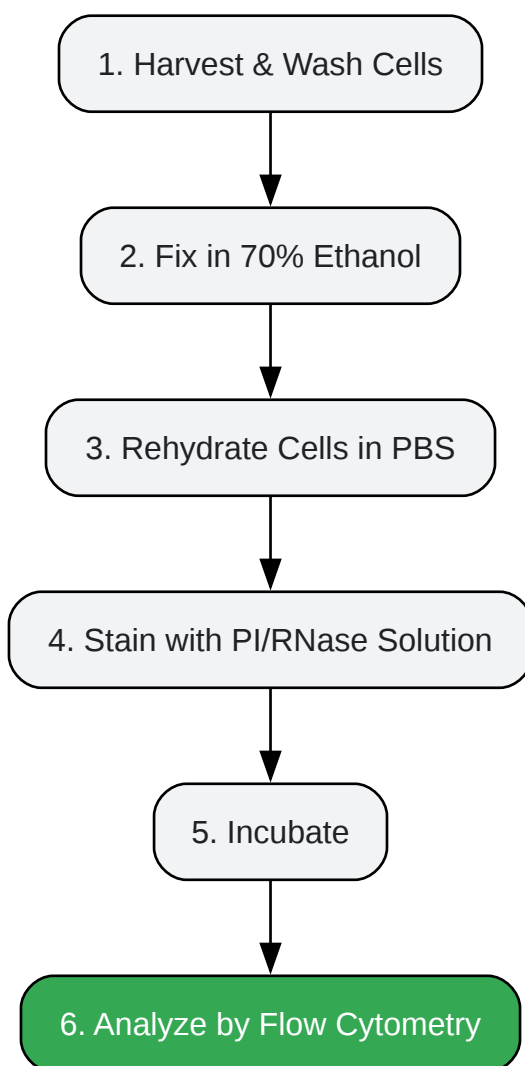 1. Harvest & Wash Cells
2. Fix in 70% Ethanol
3. Rehydrate Cells in PBS
4. Stain with PI/RNase Solution
5. Incubate
6. Analyze by Flow Cytometry